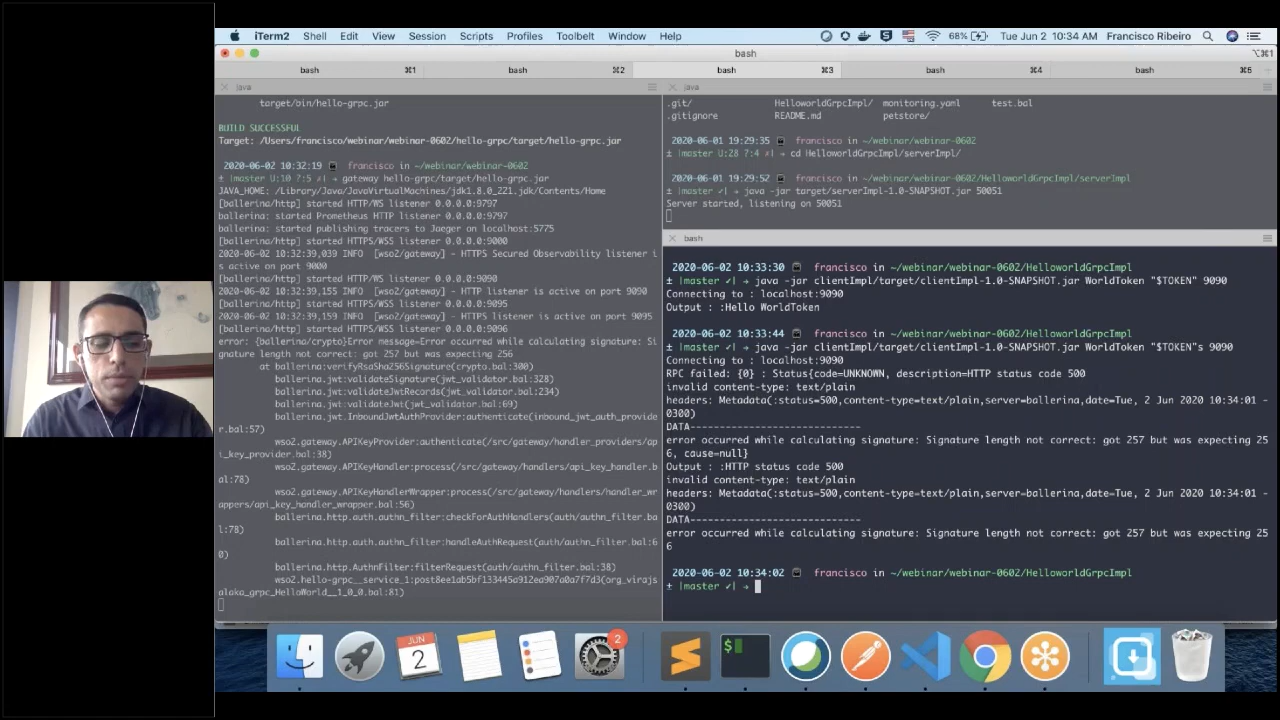 iTerm2 Shell Edit View Session Scripts Profiles Toolbelt Window Help 68% Tue Jun 2 10:34 AM Francisco Ribeiro
bash ⌥⌘1
bash ⌘1 bash ⌘2 bash ⌘3 bash ⌘4 bash ⌘5
java
target/bin/hello-grpc.jar
BUILD SUCCESSFUL
Target: /Users/francisco/webinar/webinar-0602/hello-grpc/target/hello-grpc.jar
2020-06-02 10:32:19 francisco in ~/webinar/webinar-0602
± |master U:10 ?:5 ✗| → gateway hello-grpc/target/hello-grpc.jar
JAVA_HOME: /Library/Java/JavaVirtualMachines/jdk1.8.0_221.jdk/Contents/Home
[ballerina/http] started HTTP/WS listener 0.0.0.0:9797
ballerina: started Prometheus HTTP listener 0.0.0.0:9797
ballerina: started publishing tracers to Jaeger on localhost:5775
[ballerina/http] started HTTPS/WSS listener 0.0.0.0:9000
2020-06-02 10:32:39,039 INFO [wso2/gateway] - HTTPS Secured Observability listener i
s active on port 9000
[ballerina/http] started HTTP/WS listener 0.0.0.0:9090
2020-06-02 10:32:39,155 INFO [wso2/gateway] - HTTP listener is active on port 9090
[ballerina/http] started HTTPS/WSS listener 0.0.0.0:9095
2020-06-02 10:32:39,159 INFO [wso2/gateway] - HTTPS listener is active on port 9095
[ballerina/http] started HTTPS/WSS listener 0.0.0.0:9096
error: {ballerina/crypto}Error message=Error occurred while calculating signature: Si
gnature length not correct: got 257 but was expecting 256
at ballerina:verifyRsaSha256Signature(crypto.bal:300)
ballerina.jwt:validateSignature(jwt_validator.bal:328)
ballerina.jwt:validateJwtRecords(jwt_validator.bal:234)
ballerina.jwt:validateJwt(jwt_validator.bal:69)
ballerina.jwt.InboundJwtAuthProvider:authenticate(inbound_jwt_auth_provide
r.bal:57)
wso2.gateway.APIKeyProvider:authenticate(/src/gateway/handler_providers/ap
i_key_provider.bal:38)
wso2.gateway.APIKeyHandler:process(/src/gateway/handlers/api_key_handler.b
al:78)
wso2.gateway.APIKeyHandlerWrapper:process(/src/gateway/handlers/handler_wr
appers/api_key_handler_wrapper.bal:56)
ballerina.http.auth.authn_filter:checkForAuthHandlers(auth/authn_filter.ba
l:78)
ballerina.http.auth.authn_filter:handleAuthRequest(auth/authn_filter.bal:6
0)
ballerina.http.AuthnFilter:filterRequest(auth/authn_filter.bal:38)
wso2.hello-grpc__service_1:post8ee1ab5bf133445a912ea907a0a7f7d3(org_virajs
alaka_grpc_HelloWorld__1_0_0.bal:81)
java
.git/ HelloworldGrpcImpl/ monitoring.yaml test.bal
.gitignore README.md petstore/
2020-06-01 19:29:35 francisco in ~/webinar/webinar-0602
± |master U:28 ?:4 ✗| → cd HelloworldGrpcImpl/serverImpl/
2020-06-01 19:29:52 francisco in ~/webinar/webinar-0602/HelloworldGrpcImpl/serverImpl
± |master ✓| → java -jar target/serverImpl-1.0-SNAPSHOT.jar 50051
Server started, listening on 50051
bash
2020-06-02 10:33:30 francisco in ~/webinar/webinar-0602/HelloworldGrpcImpl
± |master ✓| → java -jar clientImpl/target/clientImpl-1.0-SNAPSHOT.jar WorldToken "$TOKEN" 9090
Connecting to : localhost:9090
Output : :Hello WorldToken
2020-06-02 10:33:44 francisco in ~/webinar/webinar-0602/HelloworldGrpcImpl
± |master ✓| → java -jar clientImpl/target/clientImpl-1.0-SNAPSHOT.jar WorldToken "$TOKEN"s 9090
Connecting to : localhost:9090
RPC failed: {0} : Status{code=UNKNOWN, description=HTTP status code 500
invalid content-type: text/plain
headers: Metadata(:status=500,content-type=text/plain,server=ballerina,date=Tue, 2 Jun 2020 10:34:01 -
0300)
DATA-----------------------------
error occurred while calculating signature: Signature length not correct: got 257 but was expecting 25
6, cause=null}
Output : :HTTP status code 500
invalid content-type: text/plain
headers: Metadata(:status=500,content-type=text/plain,server=ballerina,date=Tue, 2 Jun 2020 10:34:01 -
0300)
DATA-----------------------------
error occurred while calculating signature: Signature length not correct: got 257 but was expecting 25
6
2020-06-02 10:34:02 francisco in ~/webinar/webinar-0602/HelloworldGrpcImpl
± |master ✓| →
JUN
2
2
$